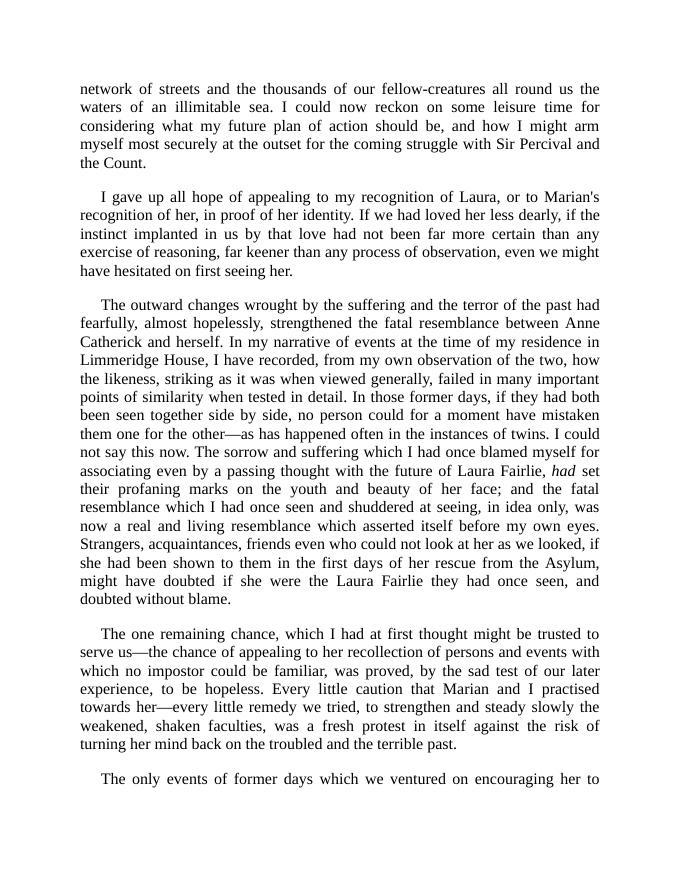 network of streets and the thousands of our fellow-creatures all round us the
waters of an illimitable sea. I could now reckon on some leisure time for
considering what my future plan of action should be, and how I might arm
myself most securely at the outset for the coming struggle with Sir Percival and
the Count.
I gave up all hope of appealing to my recognition of Laura, or to Marian's
recognition of her, in proof of her identity. If we had loved her less dearly, if the
instinct implanted in us by that love had not been far more certain than any
exercise of reasoning, far keener than any process of observation, even we might
have hesitated on first seeing her.
The outward changes wrought by the suffering and the terror of the past had
fearfully, almost hopelessly, strengthened the fatal resemblance between Anne
Catherick and herself. In my narrative of events at the time of my residence in
Limmeridge House, I have recorded, from my own observation of the two, how
the likeness, striking as it was when viewed generally, failed in many important
points of similarity when tested in detail. In those former days, if they had both
been seen together side by side, no person could for a moment have mistaken
them one for the other—as has happened often in the instances of twins. I could
not say this now. The sorrow and suffering which I had once blamed myself for
associating even by a passing thought with the future of Laura Fairlie, had set
their profaning marks on the youth and beauty of her face; and the fatal
resemblance which I had once seen and shuddered at seeing, in idea only, was
now a real and living resemblance which asserted itself before my own eyes.
Strangers, acquaintances, friends even who could not look at her as we looked, if
she had been shown to them in the first days of her rescue from the Asylum,
might have doubted if she were the Laura Fairlie they had once seen, and
doubted without blame.
The one remaining chance, which I had at first thought might be trusted to
serve us—the chance of appealing to her recollection of persons and events with
which no impostor could be familiar, was proved, by the sad test of our later
experience, to be hopeless. Every little caution that Marian and I practised
towards her—every little remedy we tried, to strengthen and steady slowly the
weakened, shaken faculties, was a fresh protest in itself against the risk of
turning her mind back on the troubled and the terrible past.
The only events of former days which we ventured on encouraging her to